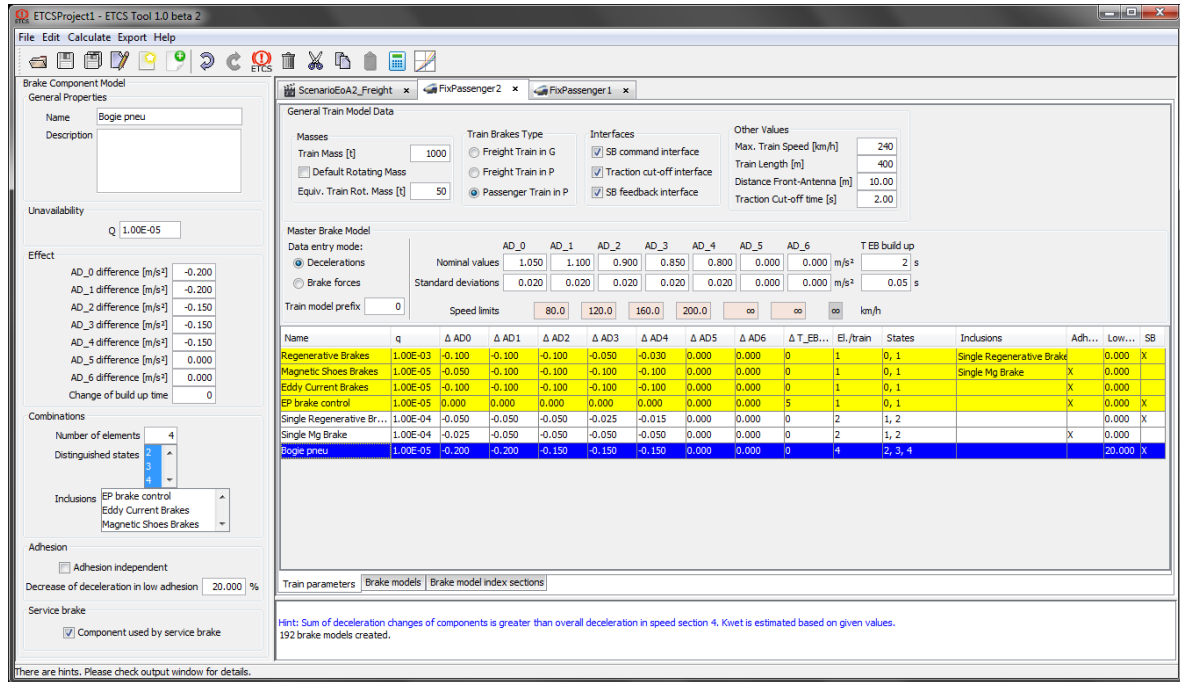 ETCSProject1 - ETCS Tool 1.0 beta 2
File Edit Calculate Export Help
ETCS
Brake Component Model
General Properties
Name Bogie pneu
Description
Unavailability
Q 1.00E-05
Effect
AD_0 difference [m/s²] -0.200
AD_1 difference [m/s²] -0.200
AD_2 difference [m/s²] -0.150
AD_3 difference [m/s²] -0.150
AD_4 difference [m/s²] -0.150
AD_5 difference [m/s²] 0.000
AD_6 difference [m/s²] 0.000
Change of build up time 0
Combinations
Number of elements 4
Distinguished states 2
3
4
Inclusions EP brake control
Eddy Current Brakes
Magnetic Shoes Brakes
Adhesion
Adhesion independent
Decrease of deceleration in low adhesion 20.000 %
Service brake
Component used by service brake
ScenarioEoA2_Freight x FixPassenger2 x FixPassenger1 x
General Train Model Data
Masses
Train Mass [t] 1000
Default Rotating Mass
Equiv. Train Rot. Mass [t] 50
Train Brakes Type
Freight Train in G
Freight Train in P
Passenger Train in P
Interfaces
SB command interface
Traction cut-off interface
SB feedback interface
Other Values
Max. Train Speed [km/h] 240
Train Length [m] 400
Distance Front-Antenna [m] 10.00
Traction Cut-off time [s] 2.00
Master Brake Model
Data entry mode:
Decelerations
Brake forces
Train model prefix 0
AD_0 AD_1 AD_2 AD_3 AD_4 AD_5 AD_6 T EB build up
Nominal values 1.050 1.100 0.900 0.850 0.800 0.000 0.000 m/s² 2 s
Standard deviations 0.020 0.020 0.020 0.020 0.020 0.000 0.000 m/s² 0.05 s
Speed limits 80.0 120.0 160.0 200.0 ∞ ∞ ∞ km/h
Name q Δ AD0 Δ AD1 Δ AD2 Δ AD3 Δ AD4 Δ AD5 Δ AD6 Δ T_EB... El./train States Inclusions Adh... Low... SB
Regenerative Brakes 1.00E-03 -0.100 -0.100 -0.100 -0.050 -0.030 0.000 0.000 0 1 0, 1 Single Regenerative Brake 0.000 X
Magnetic Shoes Brakes 1.00E-05 -0.050 -0.100 -0.100 -0.100 -0.100 0.000 0.000 0 1 0, 1 Single Mg Brake X 0.000
Eddy Current Brakes 1.00E-05 -0.100 -0.100 -0.100 -0.100 -0.100 0.000 0.000 0 1 0, 1 X 0.000
EP brake control 1.00E-05 0.000 0.000 0.000 0.000 0.000 0.000 0.000 5 1 0, 1 X 0.000 X
Single Regenerative Br... 1.00E-04 -0.050 -0.050 -0.050 -0.025 -0.015 0.000 0.000 0 2 1, 2 0.000 X
Single Mg Brake 1.00E-04 -0.025 -0.050 -0.050 -0.050 -0.050 0.000 0.000 0 2 1, 2 X 0.000
Bogie pneu 1.00E-05 -0.200 -0.200 -0.150 -0.150 -0.150 0.000 0.000 0 4 2, 3, 4 20.000 X
Train parameters Brake models Brake model index sections
Hint: Sum of deceleration changes of components is greater than overall deceleration in speed section 4. Kwet is estimated based on given values.
192 brake models created.
There are hints. Please check output window for details.